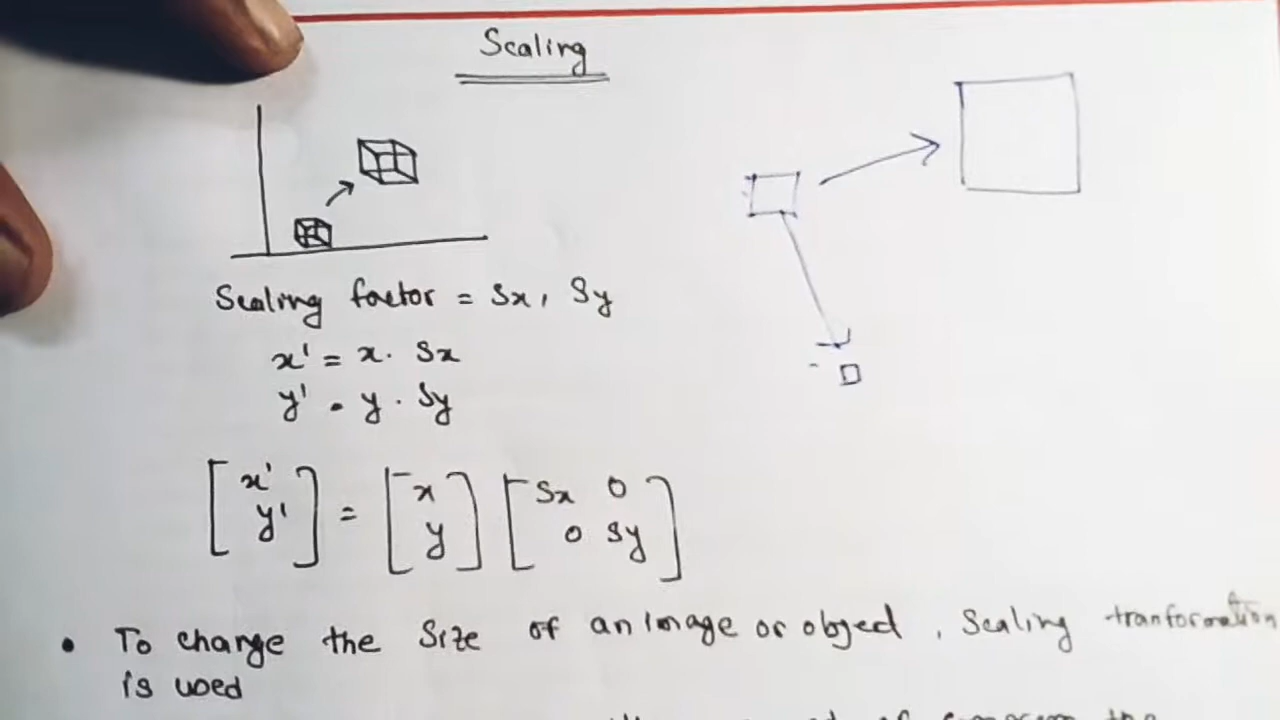 Scaling
Scaling factor = Sx, Sy
x' = x. Sx
y' = y. Sy
[x' y'] = [x y] [Sx 0 0 Sy]
• To change the size of an image or object, Scaling tranformation
is used
of